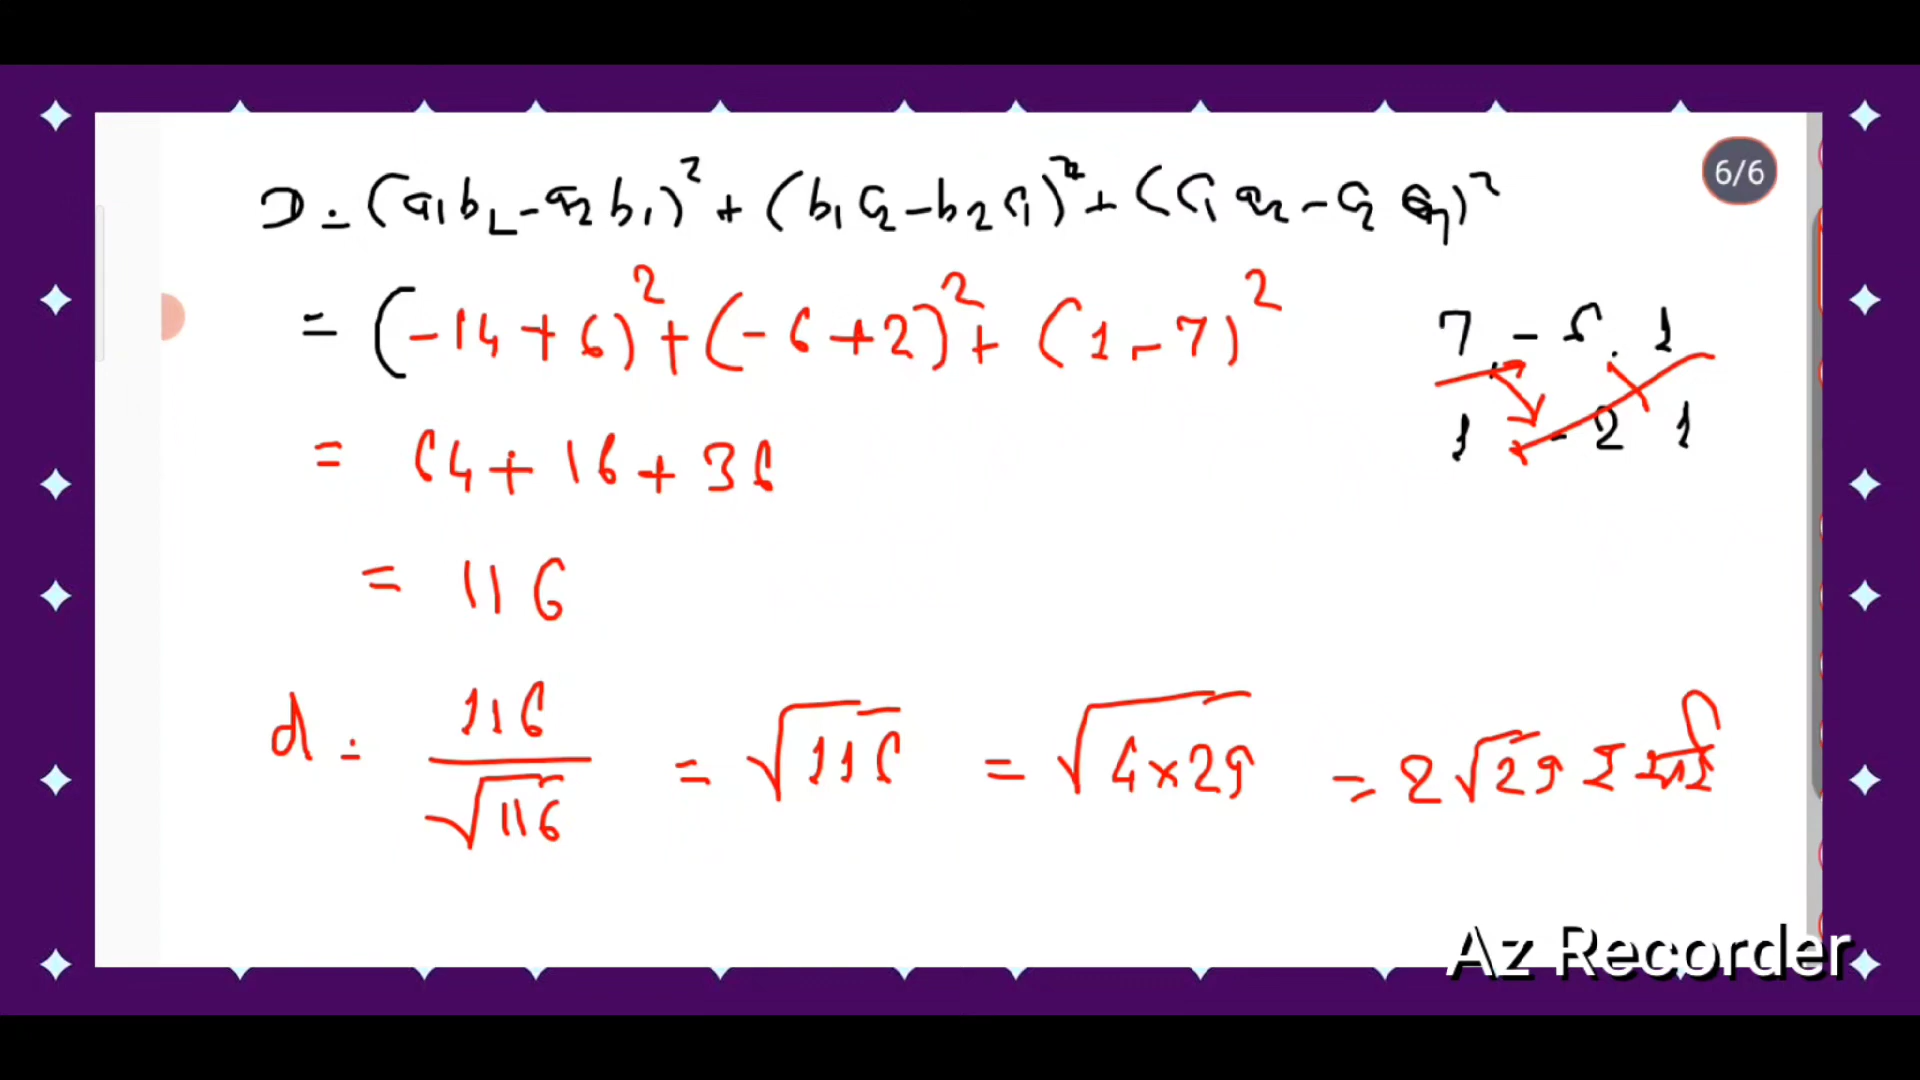 D = (a₁b₂ - a₂b₁)² + (b₁c₂ - b₂c₁)² + (c₁a₂ - c₂a₁)²
6/6
= (-14 + 6)² + (-6 + 2)² + (1 - 7)²
7 - 6 1
1 - 2 1
= 64 + 16 + 36
= 116
d = 116/√116 = √116 = √4×29 = 2√29
Az Recorder